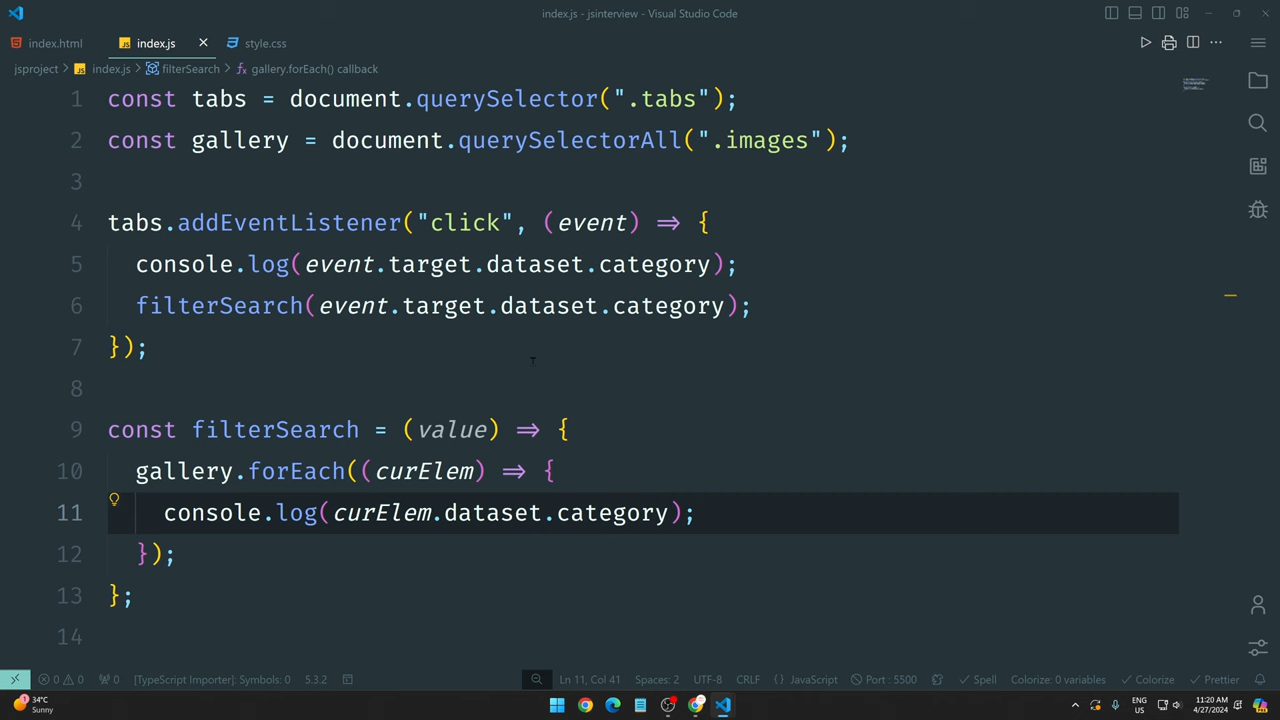 index.js - jsinterview - Visual Studio Code
index.html
index.js
style.css
jsproject > index.js > filterSearch > gallery.forEach() callback
1 const tabs = document.querySelector(".tabs");
2 const gallery = document.querySelectorAll(".images");
3
4 tabs.addEventListener("click", (event) => {
5 console.log(event.target.dataset.category);
6 filterSearch(event.target.dataset.category);
7 });
8
9 const filterSearch = (value) => {
10 gallery.forEach((curElem) => {
11 console.log(curElem.dataset.category);
12 });
13 };
14
0 0 0 [TypeScript Importer]: Symbols: 0 5.3.2 Ln 11, Col 41 Spaces: 2 UTF-8 CRLF { } JavaScript Port : 5500 Spell Colorize: 0 variables Colorize Prettier
34°C
Sunny
ENG
US
11:20 AM
4/27/2024